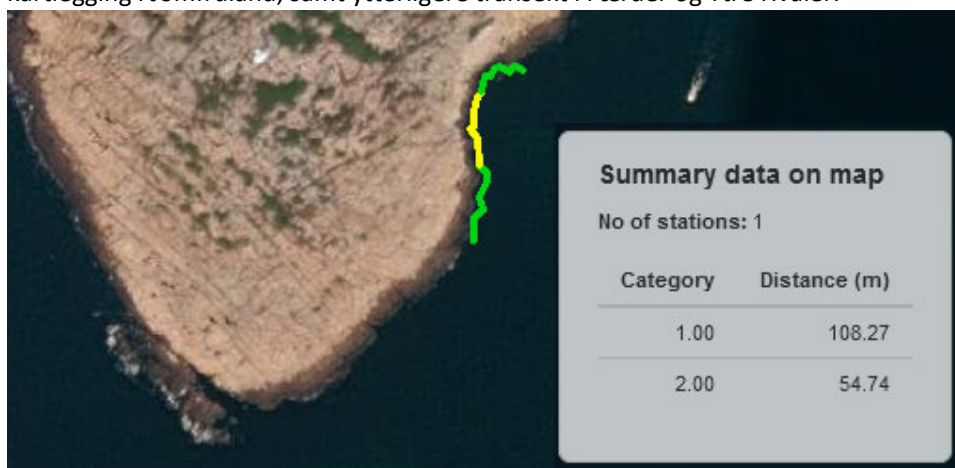 Summary data on map
No of stations: 1
Category Distance (m)
1.00 108.27
2.00 54.74